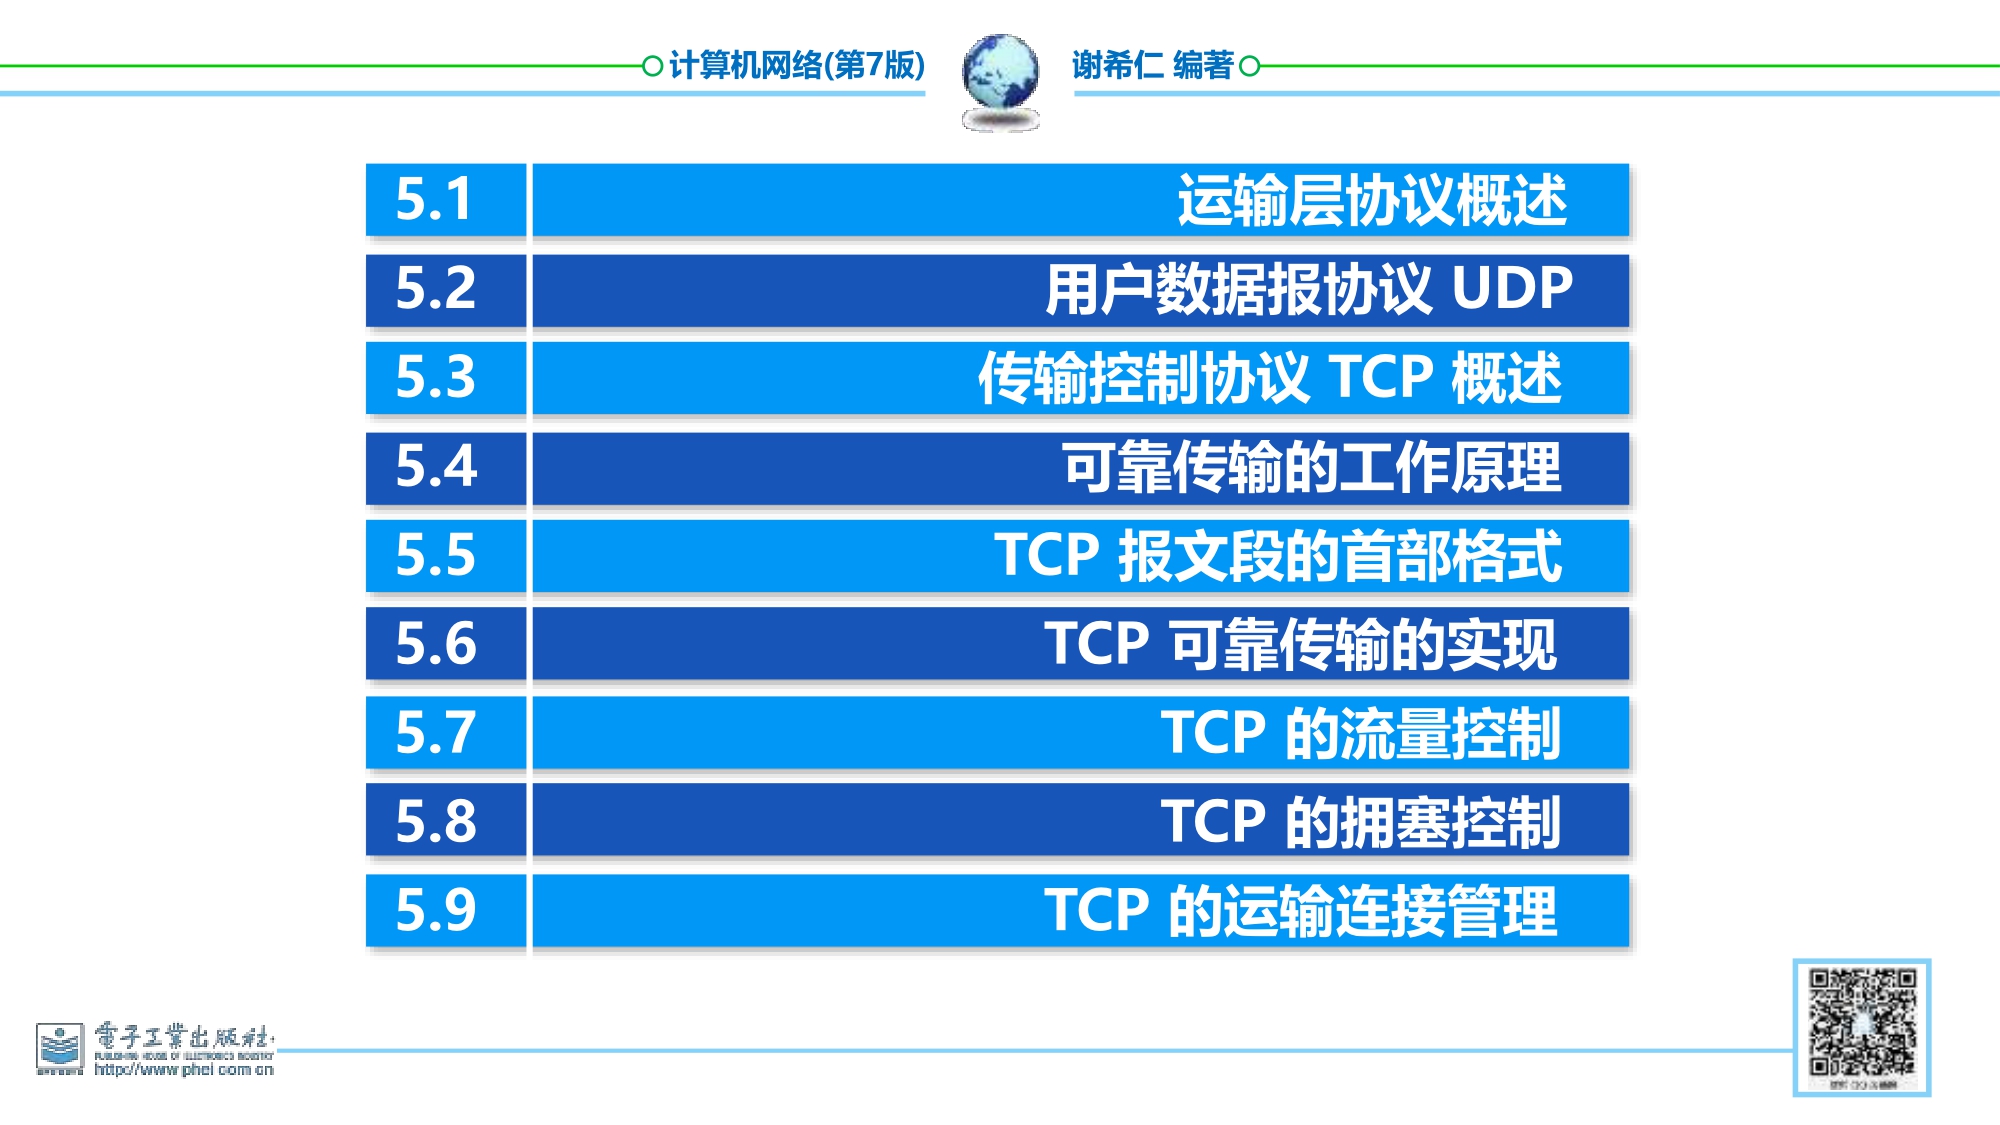 计算机网络(第7版)
谢希仁 编著
5.1 运输层协议概述
5.2 用户数据报协议 UDP
5.3 传输控制协议 TCP 概述
5.4 可靠传输的工作原理
5.5 TCP 报文段的首部格式
5.6 TCP 可靠传输的实现
5.7 TCP 的流量控制
5.8 TCP 的拥塞控制
5.9 TCP 的运输连接管理
電子工業出版社
PUBLISHING HOUSE OF ELECTRONICS INDUSTRY
http://www.phei.com.cn